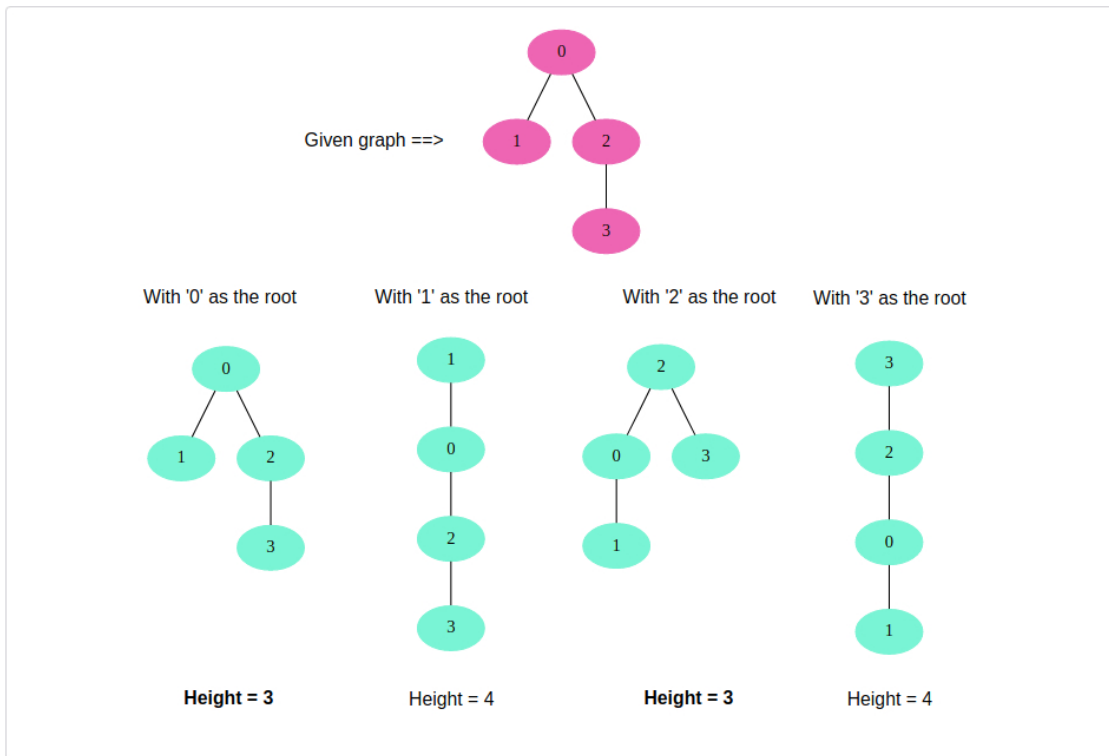 0
Given graph ==> 1 2
3
With '0' as the root With '1' as the root With '2' as the root With '3' as the root
0 1 2 3
1 2 0 0 3 2
3 2 1 0
3 1
Height = 3 Height = 4 Height = 3 Height = 4